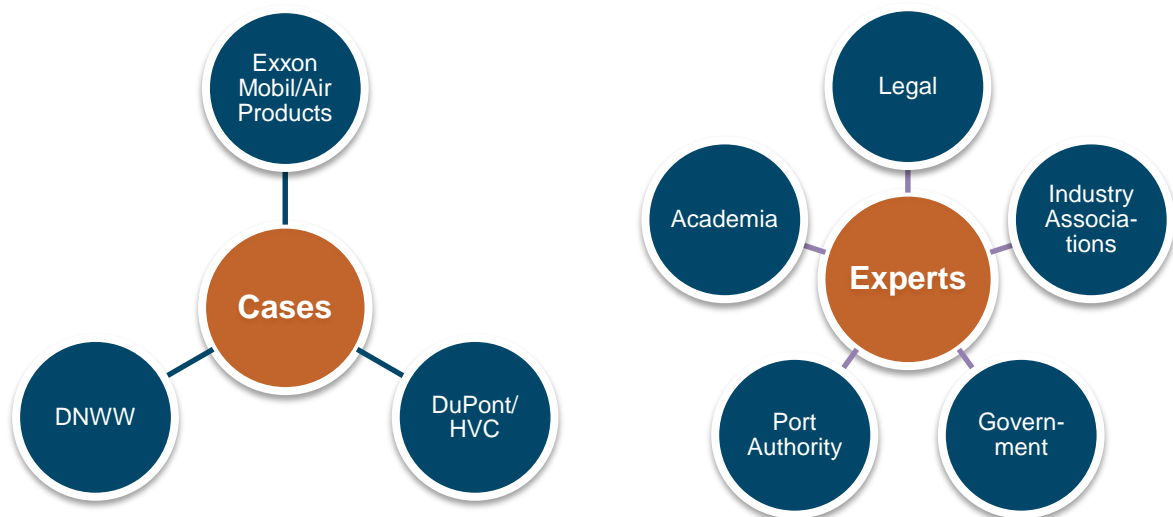 Exxon
Mobil/Air
Products
Cases
DNWW
DuPont/
HVC
Legal
Academia
Industry
Associa-
tions
Experts
Port
Authority
Govern-
ment